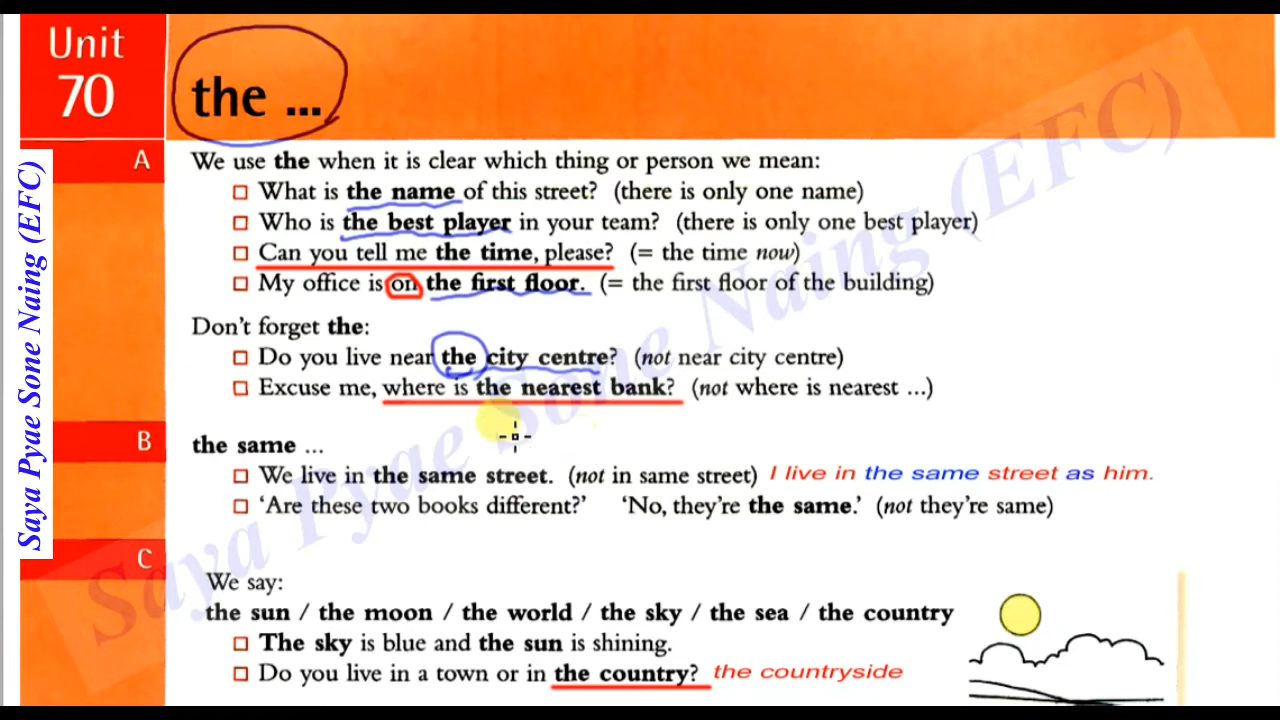 Unit
70
the ...
A
We use the when it is clear which thing or person we mean:
What is the name of this street? (there is only one name)
Who is the best player in your team? (there is only one best player)
Can you tell me the time, please? (= the time now)
My office is on the first floor. (= the first floor of the building)
Don't forget the:
Do you live near the city centre? (not near city centre)
Excuse me, where is the nearest bank? (not where is nearest ...)
B
the same ...
We live in the same street. (not in same street) I live in the same street as him.
'Are these two books different?' 'No, they're the same.' (not they're same)
C
We say:
the sun / the moon / the world / the sky / the sea / the country
The sky is blue and the sun is shining.
Do you live in a town or in the country? the countryside
Saya Pyae Sone Naing (EFC)
Saya Pyae Sone Naing (EFC)